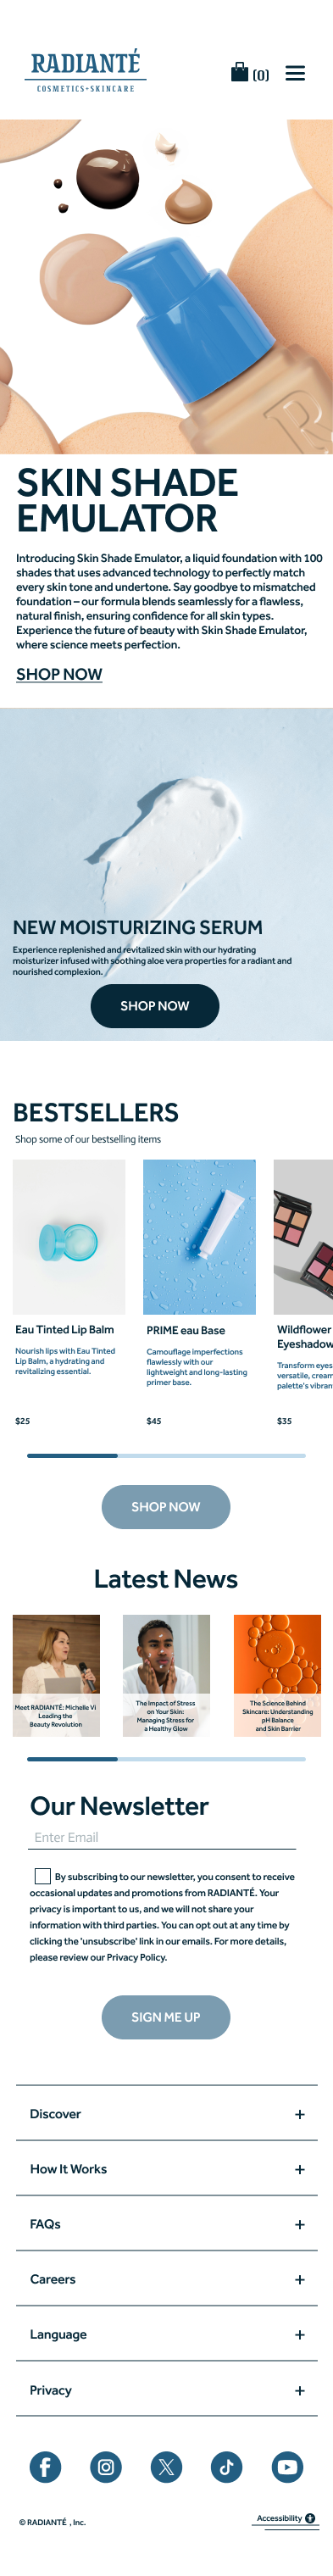 RADIANTÉ
COSMETICS+SKINCARE
(0)
R
SKIN SHADE
EMULATOR
Introducing Skin Shade Emulator, a liquid foundation with 100
shades that uses advanced technology to perfectly match
every skin tone and undertone. Say goodbye to mismatched
foundation – our formula blends seamlessly for a flawless,
natural finish, ensuring confidence for all skin types.
Experience the future of beauty with Skin Shade Emulator,
where science meets perfection.
SHOP NOW
NEW MOISTURIZING SERUM
Experience replenished and revitalized skin with our hydrating
moisturizer infused with soothing aloe vera properties for a radiant and
nourished complexion.
SHOP NOW
BESTSELLERS
Shop some of our bestselling items
Eau Tinted Lip Balm
Nourish lips with Eau Tinted
Lip Balm, a hydrating and
revitalizing essential.
$25
PRIME eau Base
Camouflage imperfections
flawlessly with our
lightweight and long-lasting
primer base.
$45
Wildflower
Eyeshadow
Transform eyes
versatile, cream
palette's vibran
$35
SHOP NOW
Latest News
Meet RADIANTÉ: Michelle Vi
Leading the
Beauty Revolution
The Impact of Stress
on Your Skin:
Managing Stress for
a Healthy Glow
The Science Behind
Skincare: Understanding
pH Balance
and Skin Barrier
Our Newsletter
Enter Email
By subscribing to our newsletter, you consent to receive
occasional updates and promotions from RADIANTÉ. Your
privacy is important to us, and we will not share your
information with third parties. You can opt out at any time by
clicking the 'unsubscribe' link in our emails. For more details,
please review our Privacy Policy.
SIGN ME UP
Discover +
How It Works +
FAQs +
Careers +
Language +
Privacy +
© RADIANTÉ , Inc.
Accessibility